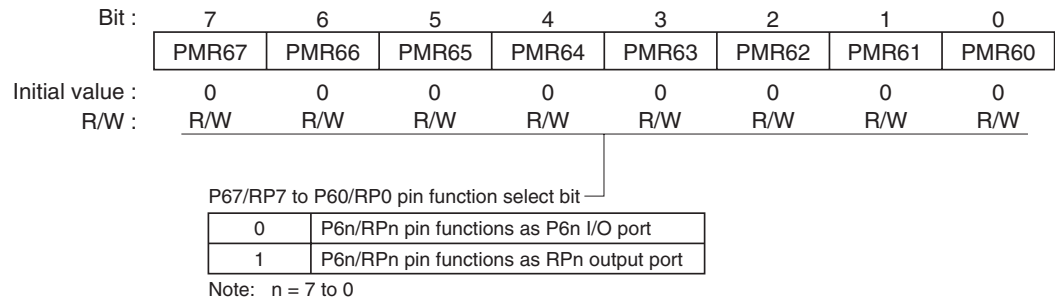 Bit : 7 6 5 4 3 2 1 0
PMR67 PMR66 PMR65 PMR64 PMR63 PMR62 PMR61 PMR60
Initial value : 0 0 0 0 0 0 0 0
R/W : R/W R/W R/W R/W R/W R/W R/W R/W
P67/RP7 to P60/RP0 pin function select bit
0 P6n/RPn pin functions as P6n I/O port
1 P6n/RPn pin functions as RPn output port
Note: n = 7 to 0